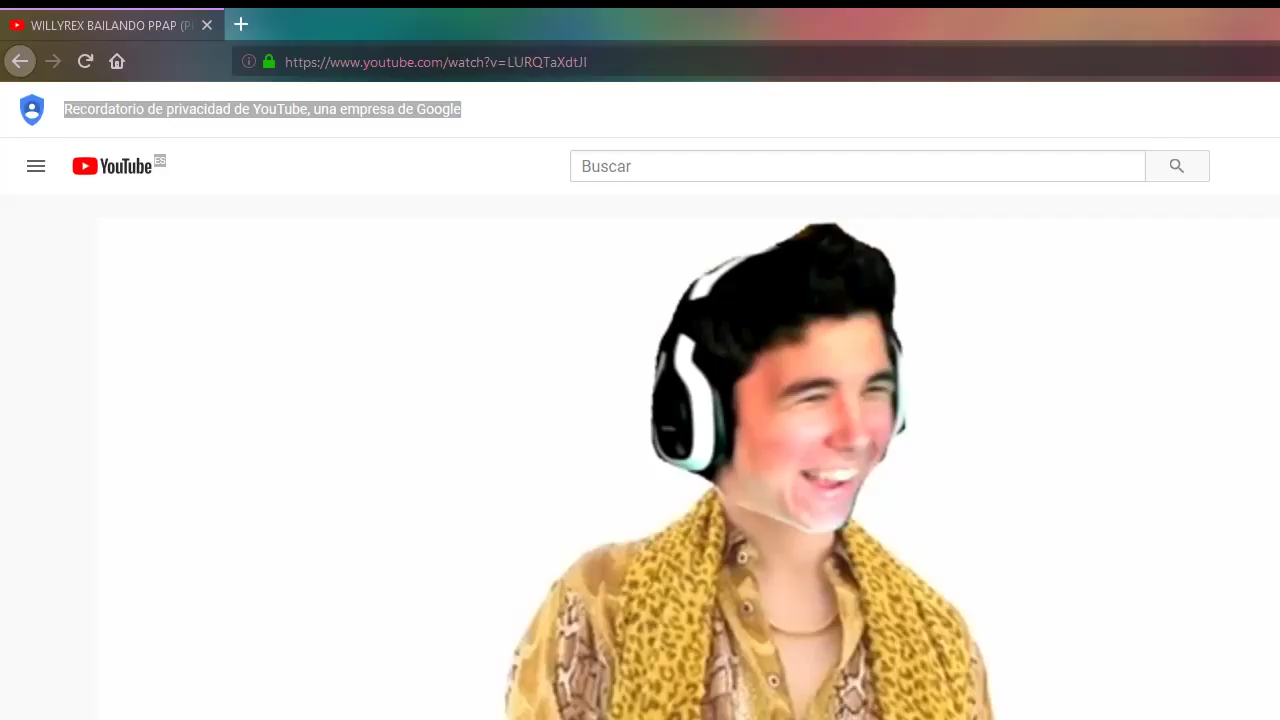 WILLYREX BAILANDO PPAP (P
https://www.youtube.com/watch?v=LURQTaXdtJI
Recordatorio de privacidad de YouTube, una empresa de Google
YouTube ES
Buscar